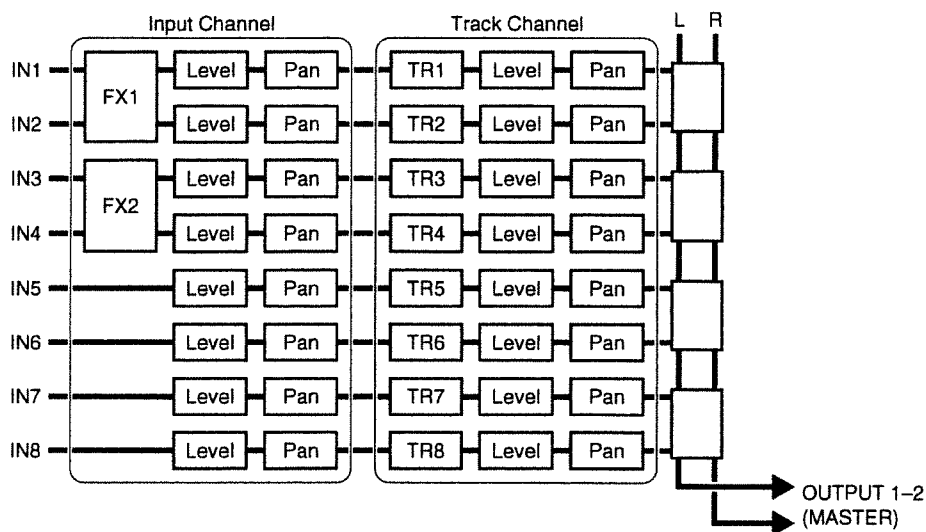 Input Channel Track Channel L R
IN1 FX1 Level Pan TR1 Level Pan
IN2 Level Pan TR2 Level Pan
IN3 FX2 Level Pan TR3 Level Pan
IN4 Level Pan TR4 Level Pan
IN5 Level Pan TR5 Level Pan
IN6 Level Pan TR6 Level Pan
IN7 Level Pan TR7 Level Pan
IN8 Level Pan TR8 Level Pan
OUTPUT 1–2
(MASTER)